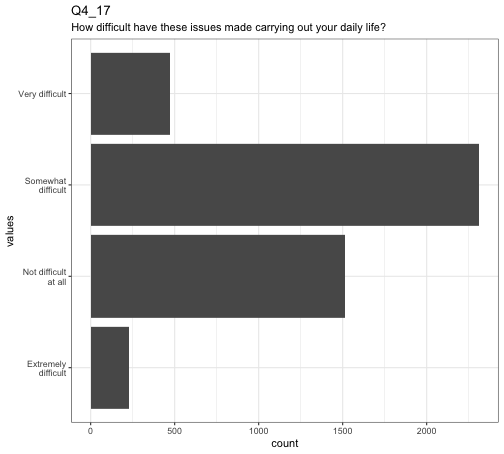 Q4_17
How difficult have these issues made carrying out your daily life?
values
Very difficult
Somewhat
difficult
Not difficult
at all
Extremely
difficult
0 500 1000 1500 2000
count